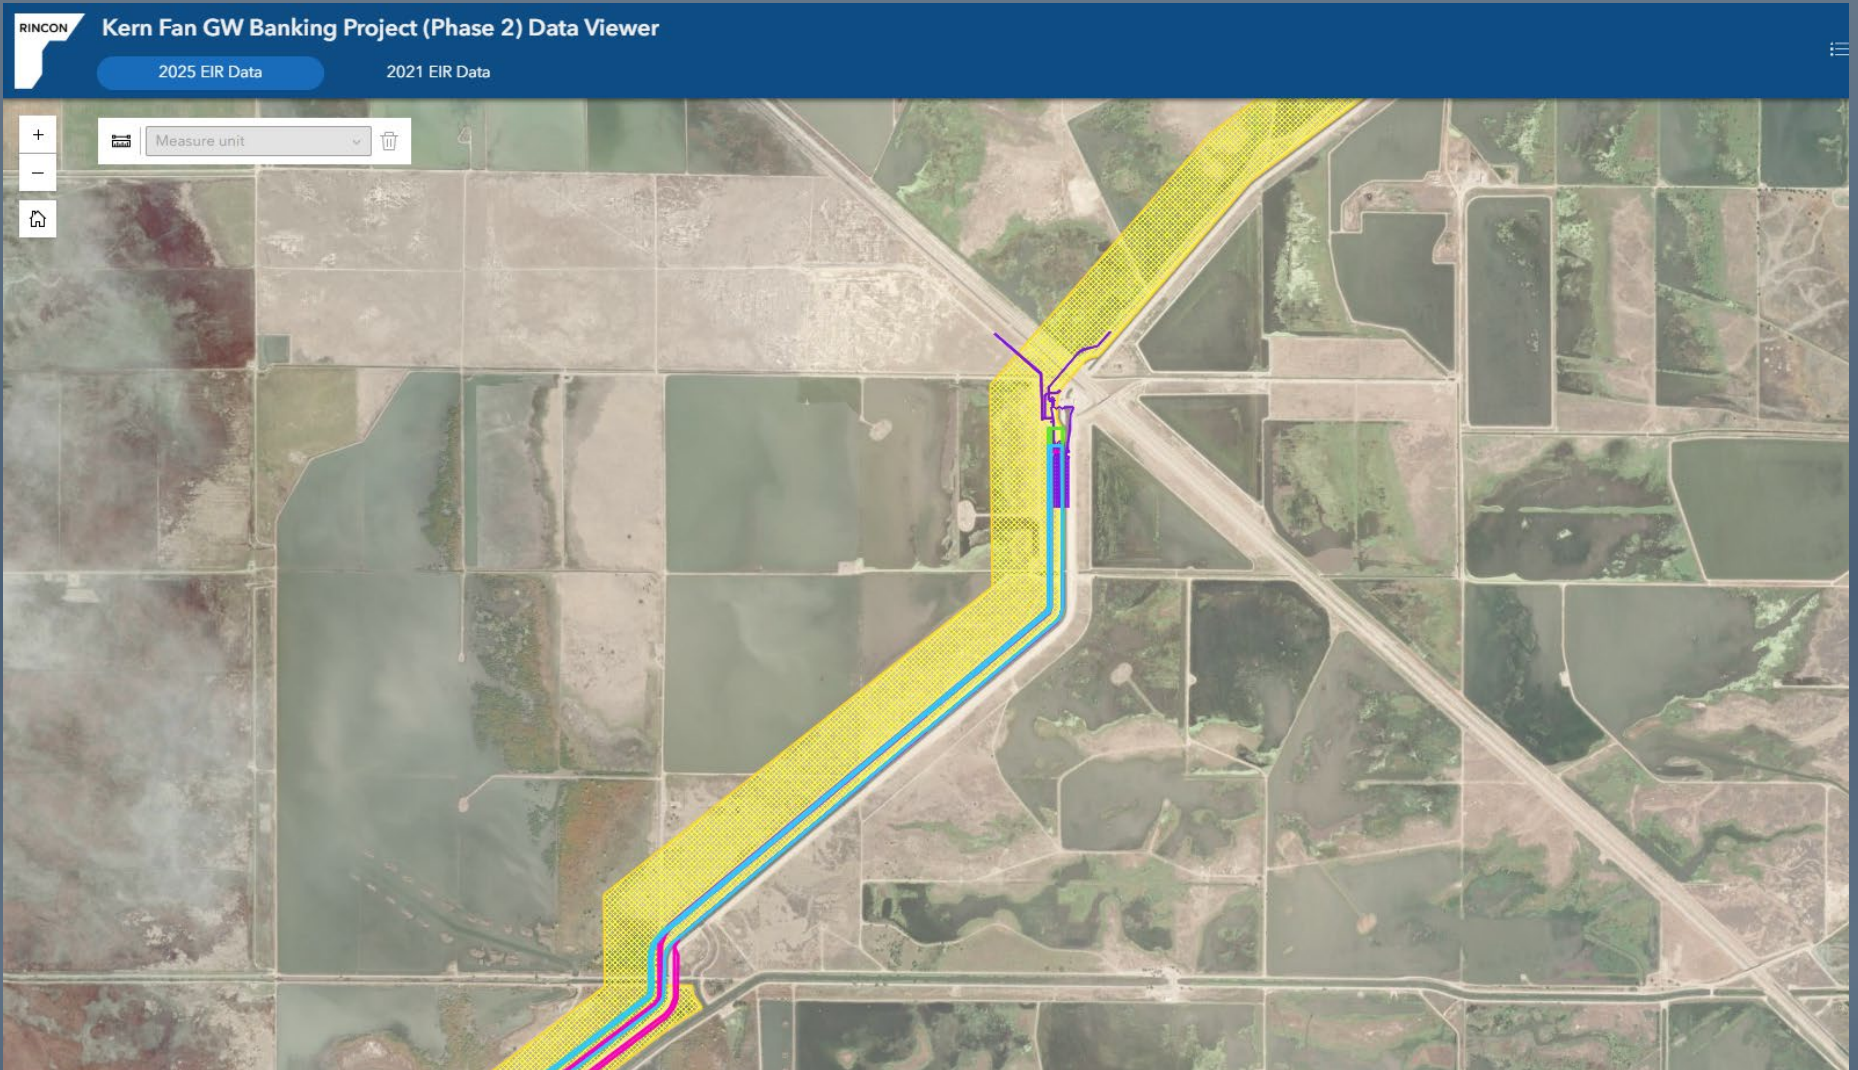 RINCON
Kern Fan GW Banking Project (Phase 2) Data Viewer
2025 EIR Data
2021 EIR Data
+
Measure unit
−